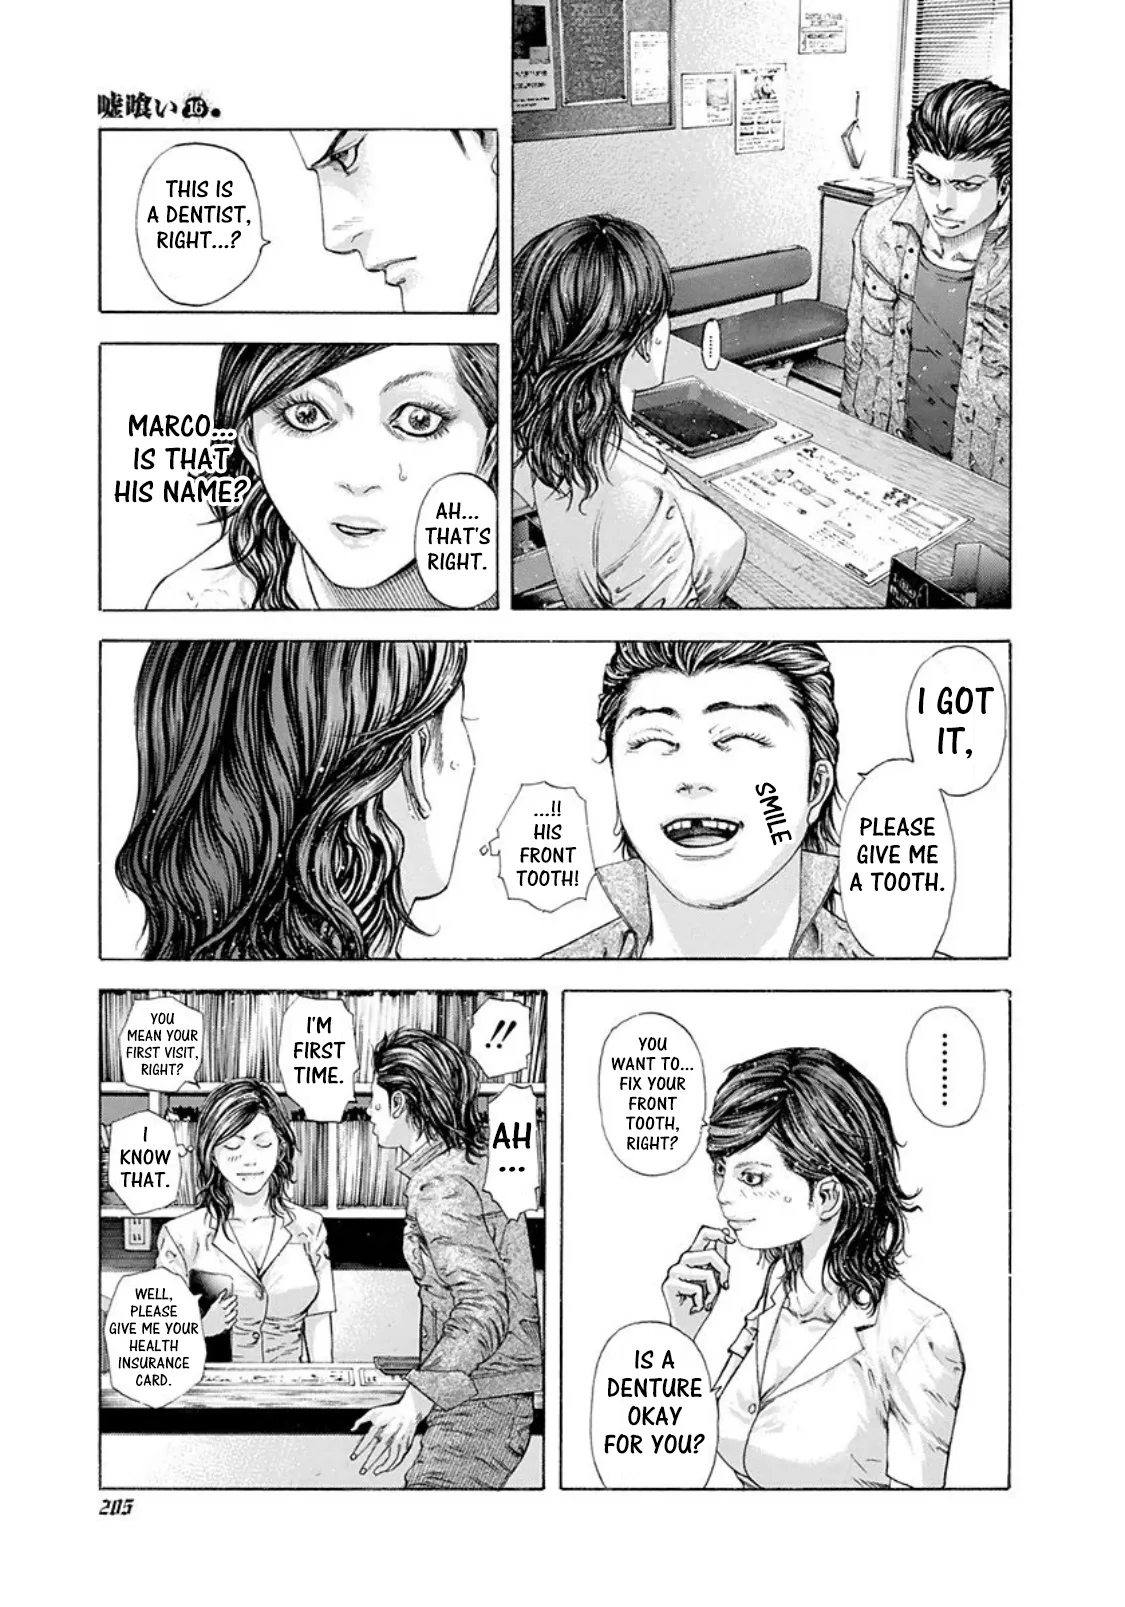 嘘喰い 16
THIS IS
A DENTIST,
RIGHT...?
MARCO...
IS THAT
HIS NAME?
AH...
THAT'S
RIGHT.
I GOT
IT,
PLEASE
GIVE ME
A TOOTH.
SMILE
...!!
HIS
FRONT
TOOTH!
YOU
WANT TO...
FIX YOUR
FRONT
TOOTH,
RIGHT?
IS A
DENTURE
OKAY
FOR YOU?
!!
AH
...
I'M
FIRST
TIME.
YOU
MEAN YOUR
FIRST VISIT,
RIGHT?
I
KNOW
THAT.
WELL,
PLEASE
GIVE ME YOUR
HEALTH
INSURANCE
CARD.
205